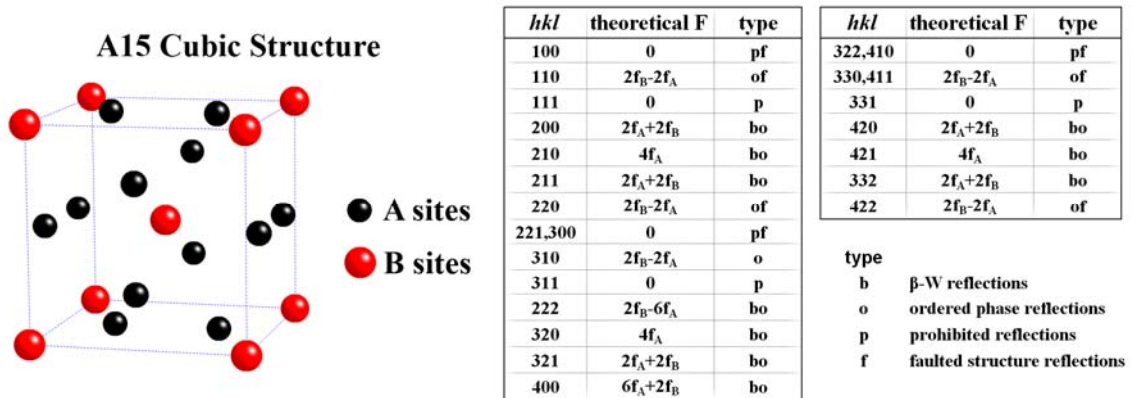 A15 Cubic Structure
A sites
B sites
hkl theoretical F type
100 0 pf
110 2fB-2fA of
111 0 p
200 2fA+2fB bo
210 4fA bo
211 2fA+2fB bo
220 2fB-2fA of
221,300 0 pf
310 2fB-2fA o
311 0 p
222 2fB-6fA bo
320 4fA bo
321 2fA+2fB bo
400 6fA+2fB bo
hkl theoretical F type
322,410 0 pf
330,411 2fB-2fA of
331 0 p
420 2fA+2fB bo
421 4fA bo
332 2fA+2fB bo
422 2fB-2fA of
type
b β-W reflections
o ordered phase reflections
p prohibited reflections
f faulted structure reflections